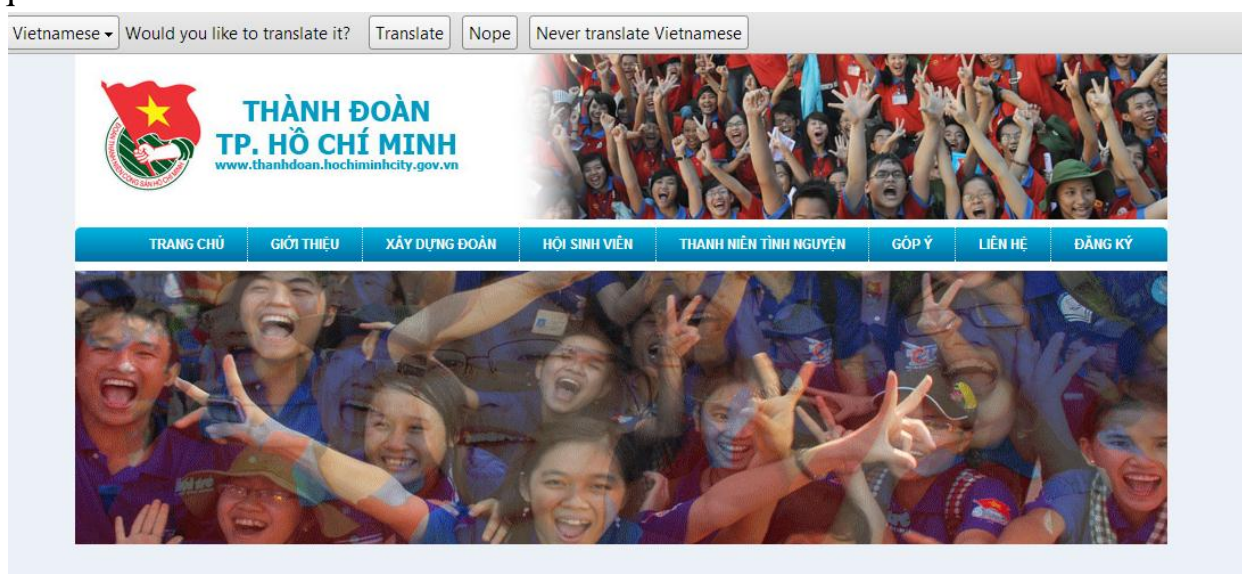 Vietnamese Would you like to translate it? Translate Nope Never translate Vietnamese
THÀNH ĐOÀN
TP. HỒ CHÍ MINH
www.thanhdoan.hochiminhcity.gov.vn
TRANG CHỦ GIỚI THIỆU XÂY DỰNG ĐOÀN HỘI SINH VIÊN THANH NIÊN TÌNH NGUYỆN GÓP Ý LIÊN HỆ ĐĂNG KÝ